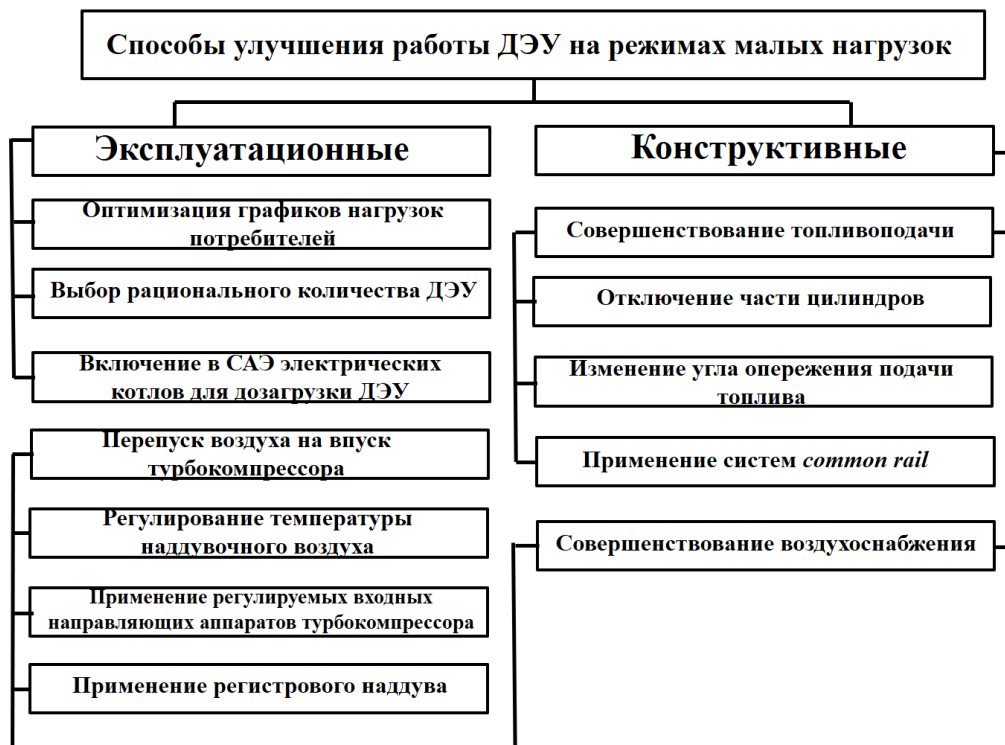 Способы улучшения работы ДЭУ на режимах малых нагрузок
Эксплуатационные
Оптимизация графиков нагрузок
потребителей
Выбор рационального количества ДЭУ
Включение в САЭ электрических
котлов для дозагрузки ДЭУ
Перепуск воздуха на впуск
турбокомпрессора
Регулирование температуры
наддувочного воздуха
Применение регулируемых входных
направляющих аппаратов турбокомпрессора
Применение регистрового наддува
Конструктивные
Совершенствование топливоподачи
Отключение части цилиндров
Изменение угла опережения подачи
топлива
Применение систем common rail
Совершенствование воздухоснабжения